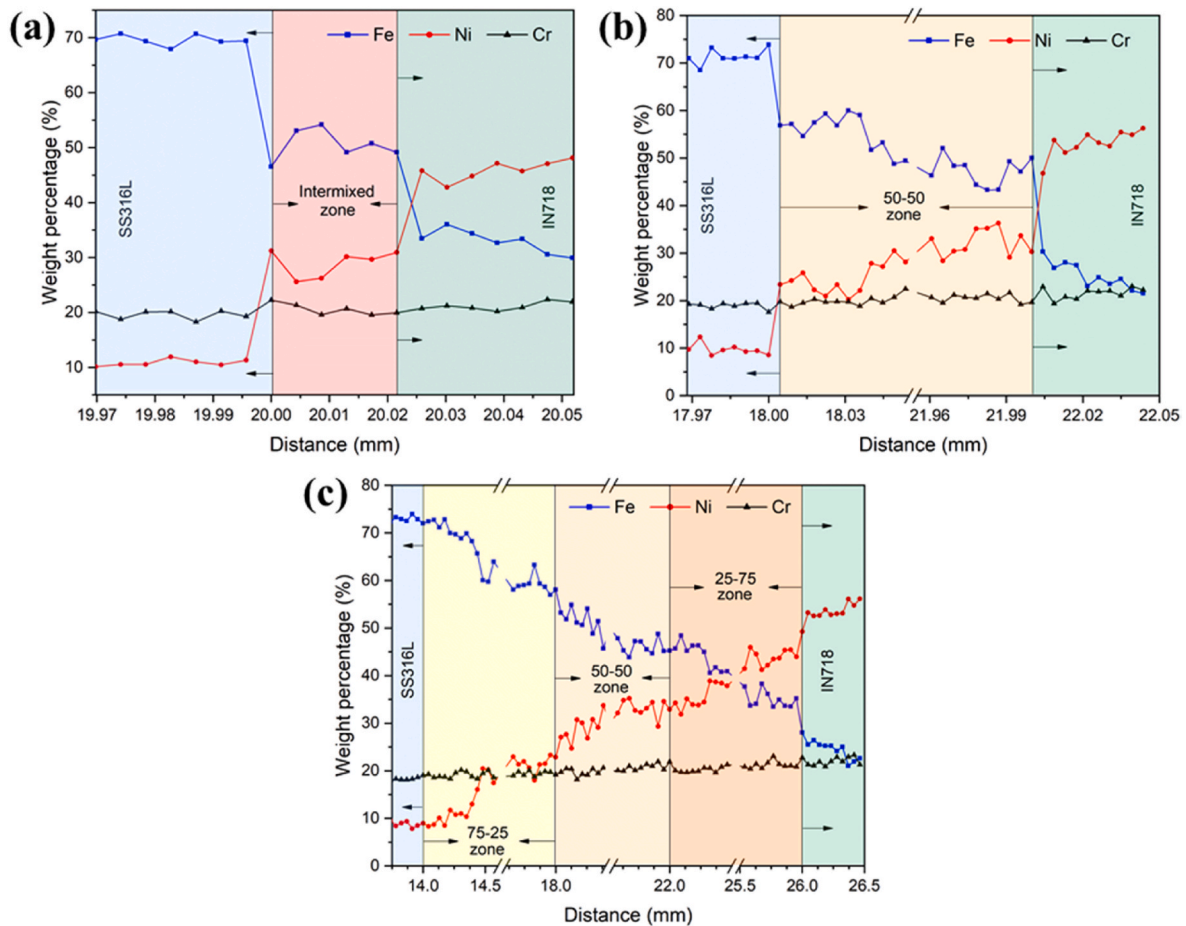 (a)
Fe Ni Cr
70
60
50
40
30
20
10
Weight percentage (%)
SS316L
Intermixed
zone
IN718
19.97 19.98 19.99 20.00 20.01 20.02 20.03 20.04 20.05
Distance (mm)
(b)
Fe Ni Cr
80
70
60
50
40
30
20
10
0
Weight percentage (%)
SS316L
50-50
zone
IN718
17.97 18.00 18.03 21.96 21.99 22.02 22.05
Distance (mm)
(c)
Fe Ni Cr
80
70
60
50
40
30
20
10
0
Weight percentage (%)
SS316L
75-25
zone
50-50
zone
25-75
zone
IN718
14.0 14.5 18.0 22.0 25.5 26.0 26.5
Distance (mm)